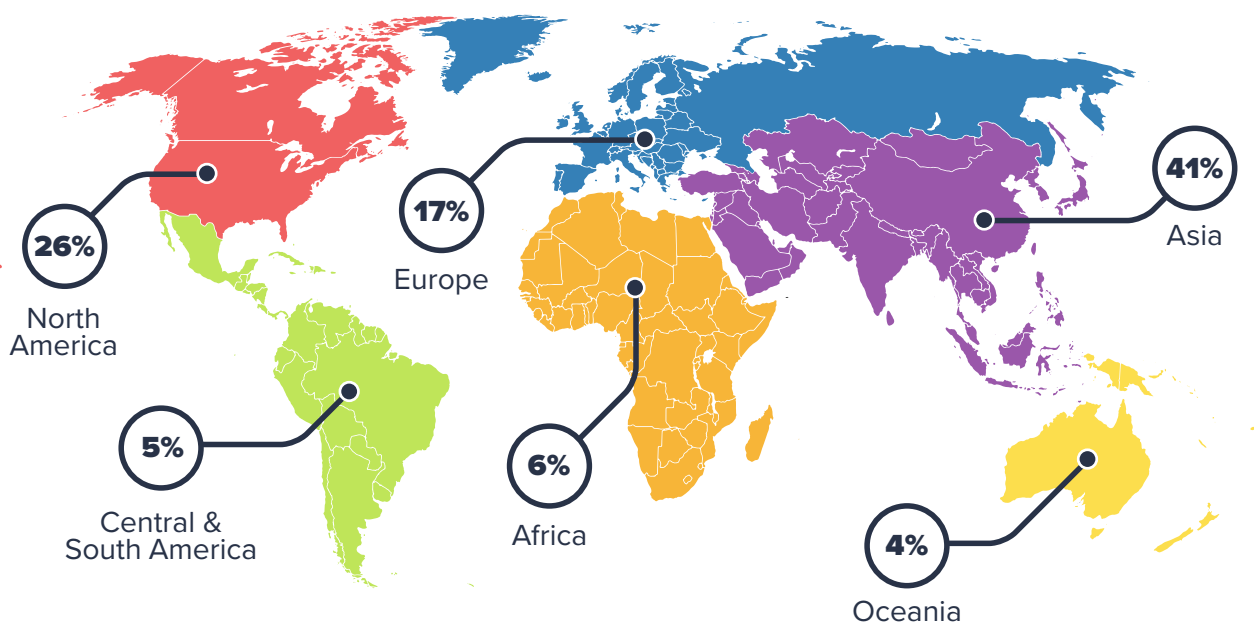 26%
North
America
17%
Europe
41%
Asia
5%
Central &
South America
6%
Africa
4%
Oceania